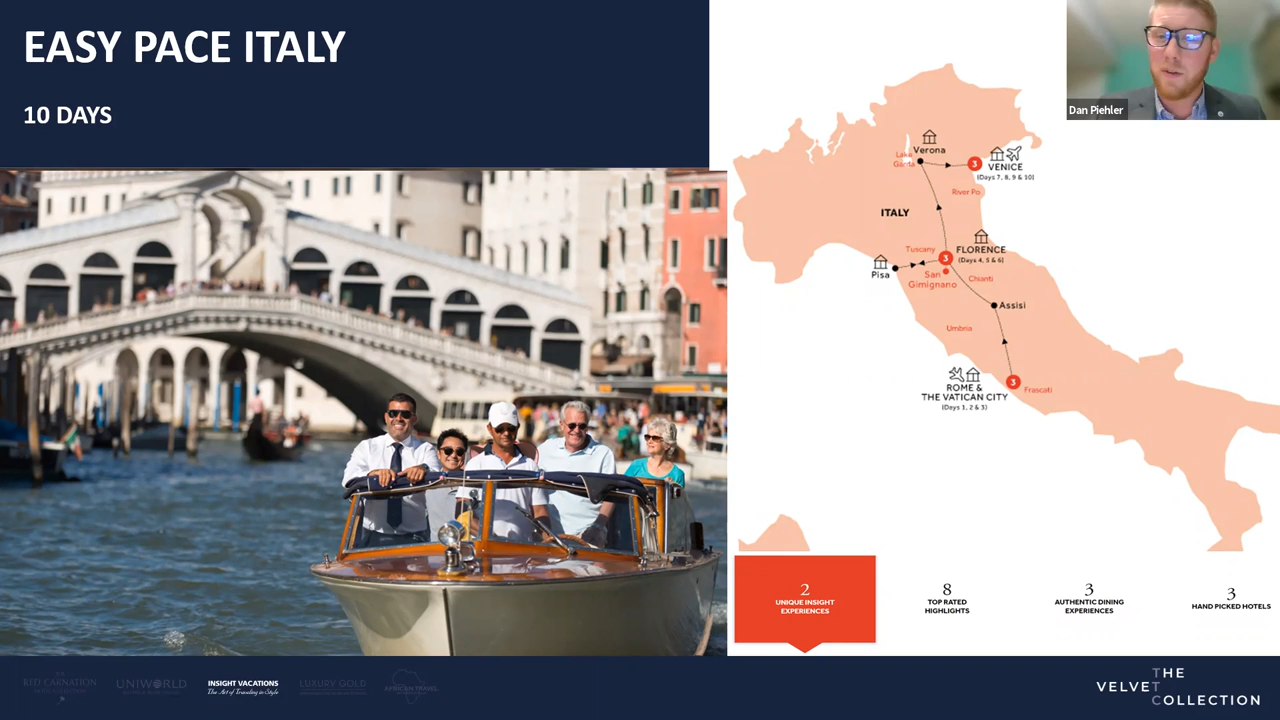 EASY PACE ITALY
10 DAYS
Dan Piehler
Verona
Lake
Garda
3
VENICE
(Days 7, 8, 9 & 10)
River Po
ITALY
Tuscany
3
FLORENCE
(Days 4, 5 & 6)
Pisa
San
Gimignano
Chianti
Assisi
Umbria
ROME &
THE VATICAN CITY
(Days 1, 2 & 3)
3
Frascati
2
UNIQUE INSIGHT
EXPERIENCES
8
TOP RATED
HIGHLIGHTS
3
AUTHENTIC DINING
EXPERIENCES
3
HAND PICKED HOTELS
RED CARNATION
UNIWORLD
INSIGHT VACATIONS
The Art of Traveling in Style
LUXURY GOLD
AFRICAN TRAVEL
THE
VELVET
COLLECTION